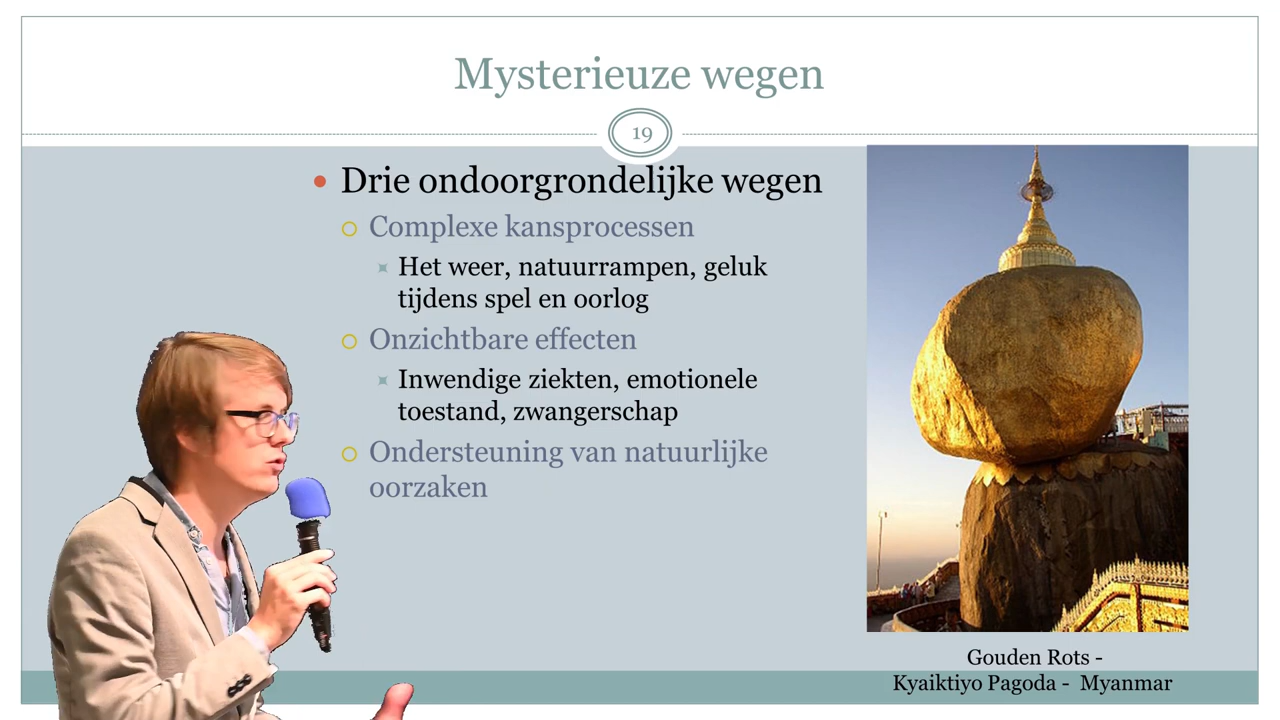 Mysterieuze wegen
19
Drie ondoorgrondelijke wegen
Complexe kansprocessen
Het weer, natuurrampen, geluk
tijdens spel en oorlog
Onzichtbare effecten
Inwendige ziekten, emotionele
toestand, zwangerschap
Ondersteuning van natuurlijke
oorzaken
Gouden Rots -
Kyaiktiyo Pagoda - Myanmar